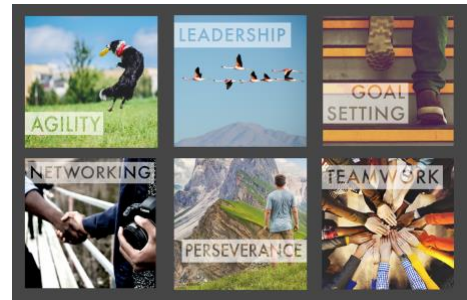 AGILITY
LEADERSHIP
GOAL
SETTING
NETWORKING
PERSEVERANCE
TEAMWORK